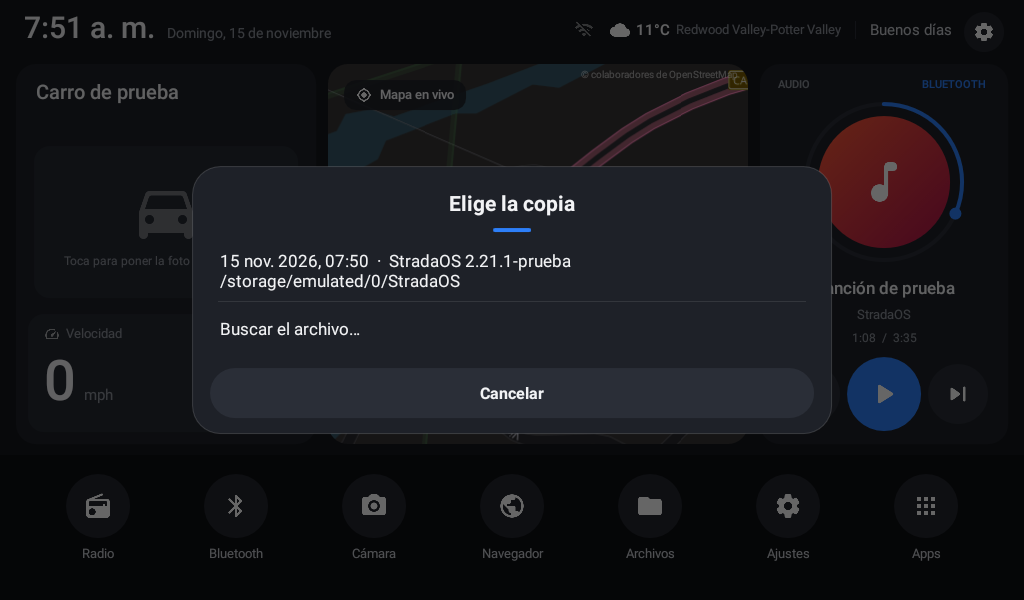 7:51 a. m.
Domingo, 15 de noviembre
11°C
Redwood Valley-Potter Valley
Buenos días
Carro de prueba
© colaboradores de OpenStreetMap
CA
Mapa en vivo
AUDIO
BLUETOOTH
Elige la copia
15 nov. 2026, 07:50 · StradaOS 2.21.1-prueba
/storage/emulated/0/StradaOS
Buscar el archivo…
Cancelar
Toca para poner la foto
Velocidad
0 mph
de prueba
StradaOS
1:08 / 3:35
Radio
Bluetooth
Cámara
Navegador
Archivos
Ajustes
Apps